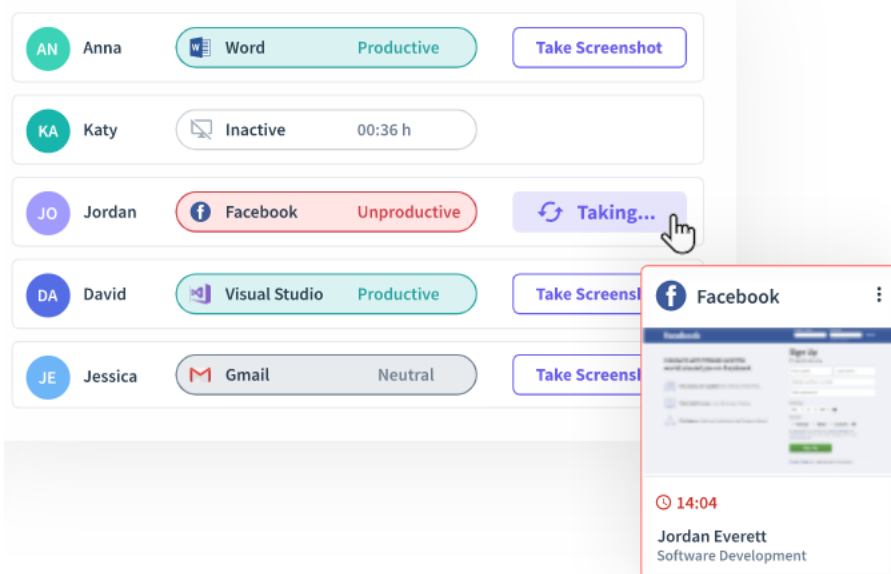 AN Anna Word Productive Take Screenshot
KA Katy Inactive 00:36 h
JO Jordan Facebook Unproductive Taking...
DA David Visual Studio Productive Take Screensh
JE Jessica Gmail Neutral Take Screensh
Facebook
facebook
Sign Up
14:04
Jordan Everett
Software Development